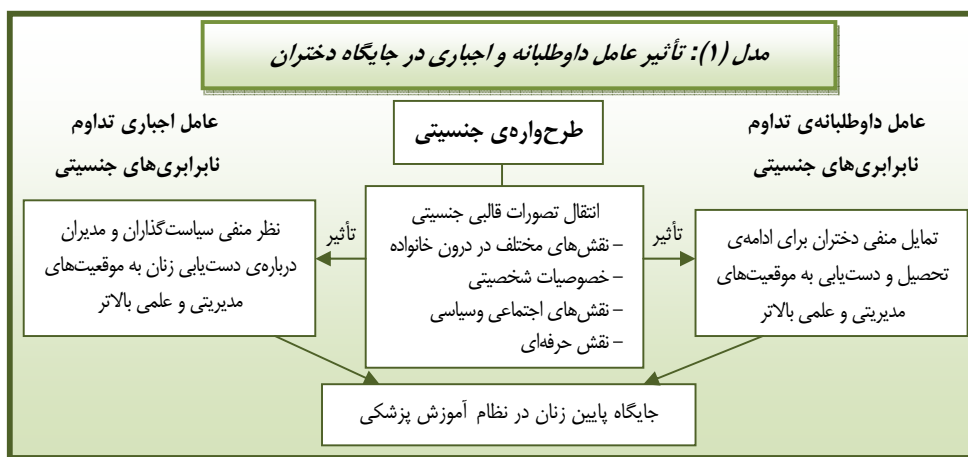 مدل (۱): تأثیر عامل داوطلبانه و اجباری در جایگاه دختران
عامل داوطلبانه‌ی تداوم
نابرابری‌های جنسیتی
طرح‌واره‌ی جنسیتی
عامل اجباری تداوم
نابرابری‌های جنسیتی
تمایل منفی دختران برای ادامه‌ی
تحصیل و دست‌یابی به موقعیت‌های
مدیریتی و علمی بالاتر
تأثیر
انتقال تصورات قالبی جنسیتی
– نقش‌های مختلف در درون خانواده
– خصوصیات شخصیتی
– نقش‌های اجتماعی وسیاسی
– نقش حرفه‌ای
تأثیر
نظر منفی سیاست‌گذاران و مدیران
درباره‌ی دست‌یابی زنان به موقعیت‌های
مدیریتی و علمی بالاتر
جایگاه پایین زنان در نظام آموزش پزشکی